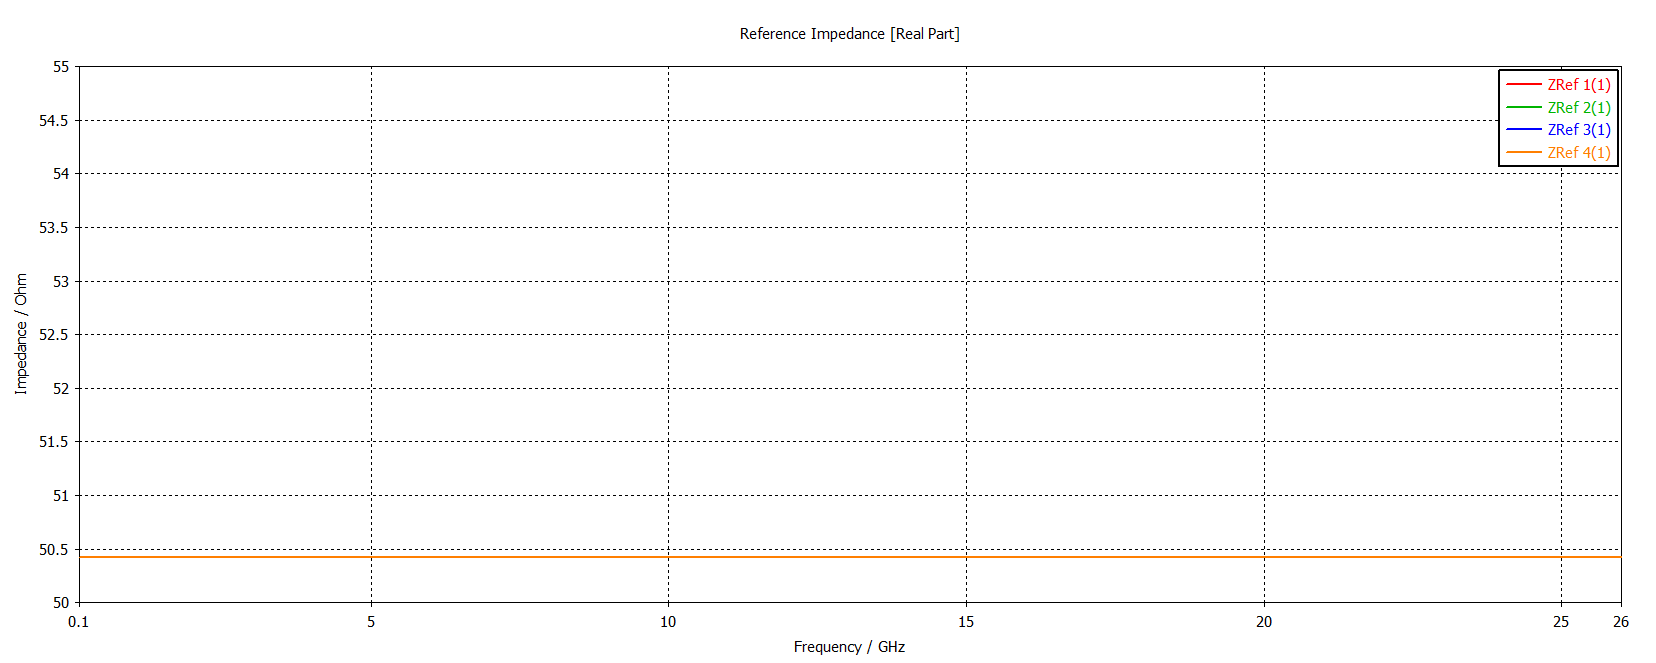 Reference Impedance [Real Part]
55
54.5
54
53.5
53
52.5
52
51.5
51
50.5
50
Impedance / Ohm
ZRef 1(1)
ZRef 2(1)
ZRef 3(1)
ZRef 4(1)
0.1 5 10 15 20 25 26
Frequency / GHz